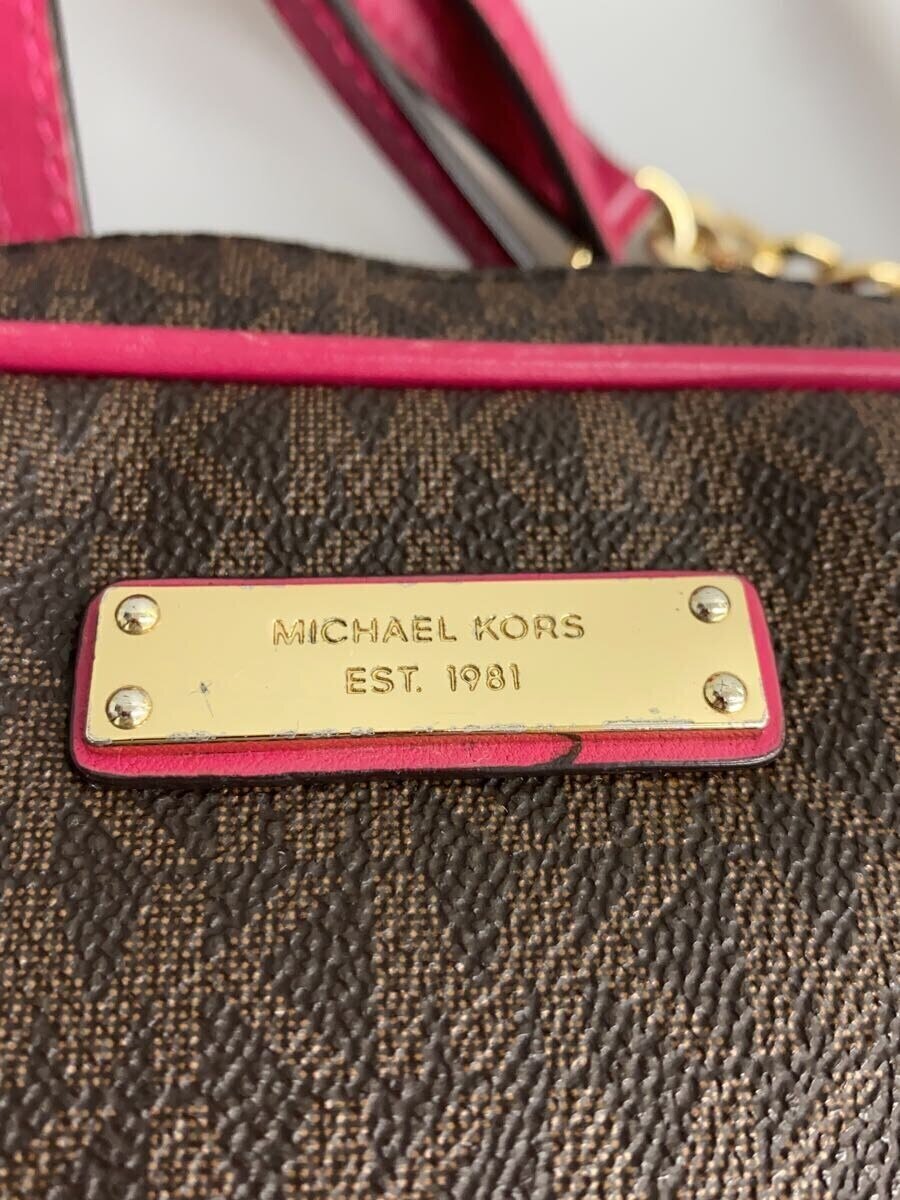 MICHAEL KORS
EST. 1981